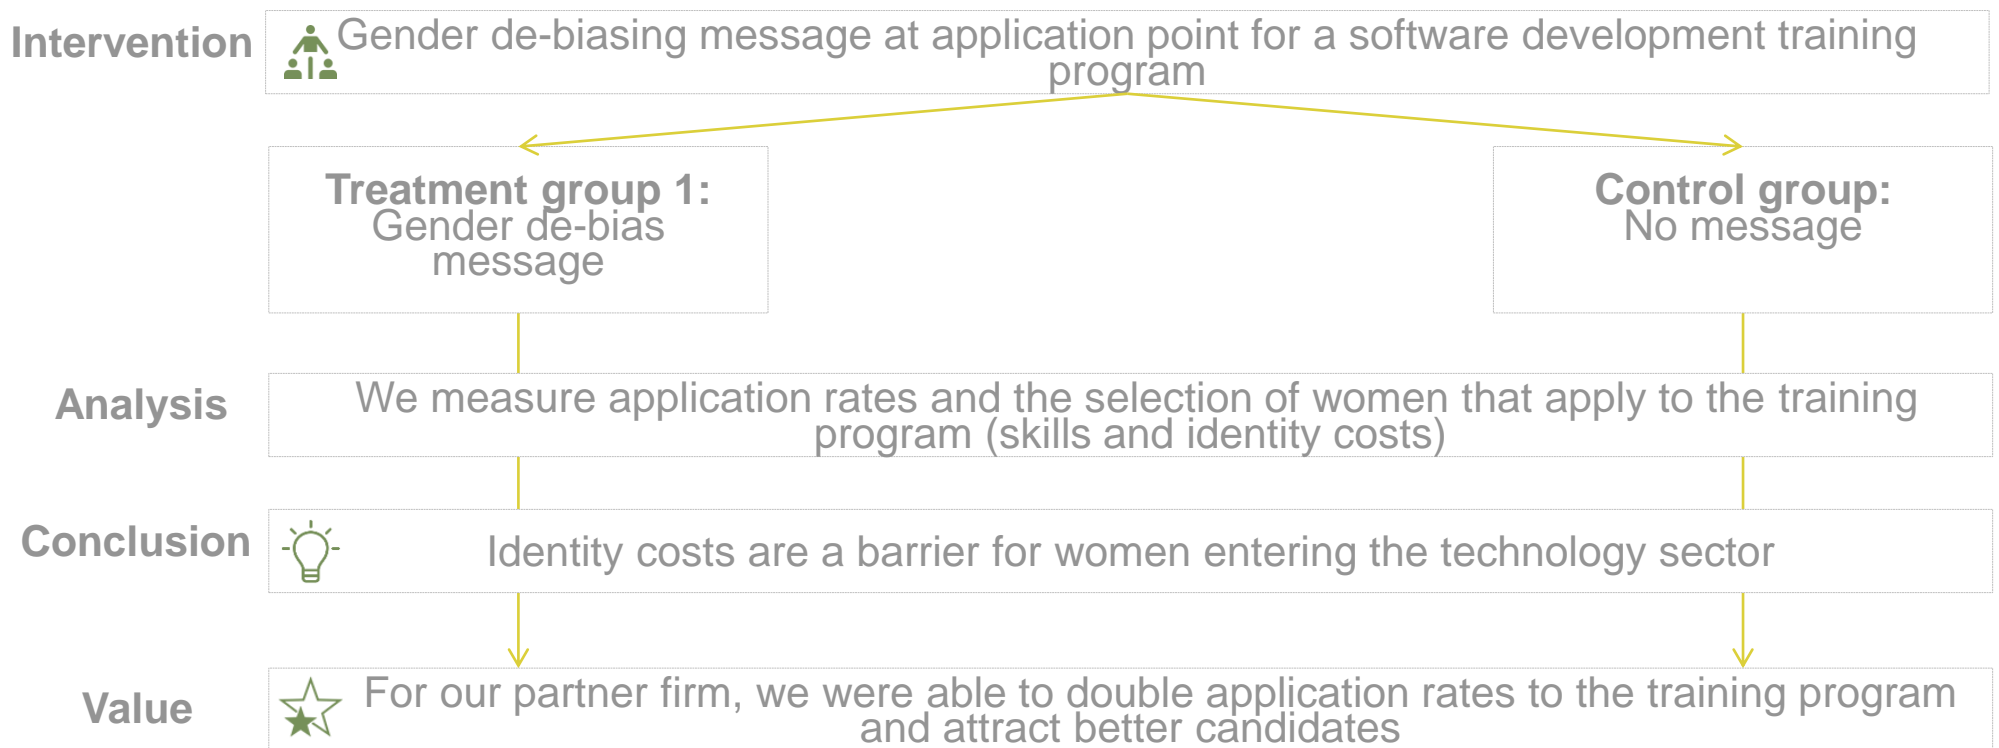 Intervention
Gender de-biasing message at application point for a software development training
program
Treatment group 1:
Gender de-bias
message
Control group:
No message
Analysis
We measure application rates and the selection of women that apply to the training
program (skills and identity costs)
Conclusion
Identity costs are a barrier for women entering the technology sector
Value
For our partner firm, we were able to double application rates to the training program
and attract better candidates